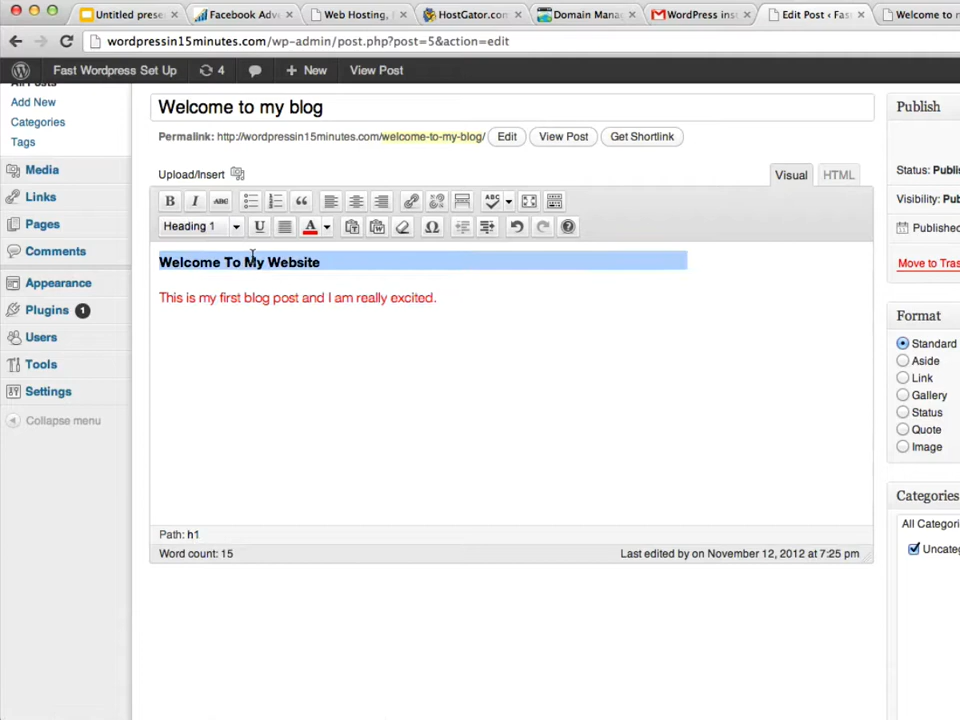 Untitled prese
Facebook Adv
Web Hosting,
HostGator.com
Domain Mana
WordPress ins
Edit Post ‹ Fas
Welcome to m
wordpressin15minutes.com/wp-admin/post.php?post=5&action=edit
Fast Wordpress Set Up
4
+ New
View Post
All Posts
Add New
Categories
Tags
Media
Links
Pages
Comments
Appearance
Plugins 1
Users
Tools
Settings
Collapse menu
Welcome to my blog
Permalink: http://wordpressin15minutes.com/welcome-to-my-blog/ Edit View Post Get Shortlink
Upload/Insert
Visual HTML
B I ABC
ABC
Heading 1
U
A
Ω
Welcome To My Website
This is my first blog post and I am really excited.
Path: h1
Word count: 15
Last edited by on November 12, 2012 at 7:25 pm
Publish
Status: Publis
Visibility: Pub
Published
Move to Tras
Format
Standard
Aside
Link
Gallery
Status
Quote
Image
Categories
All Categori
Uncateg